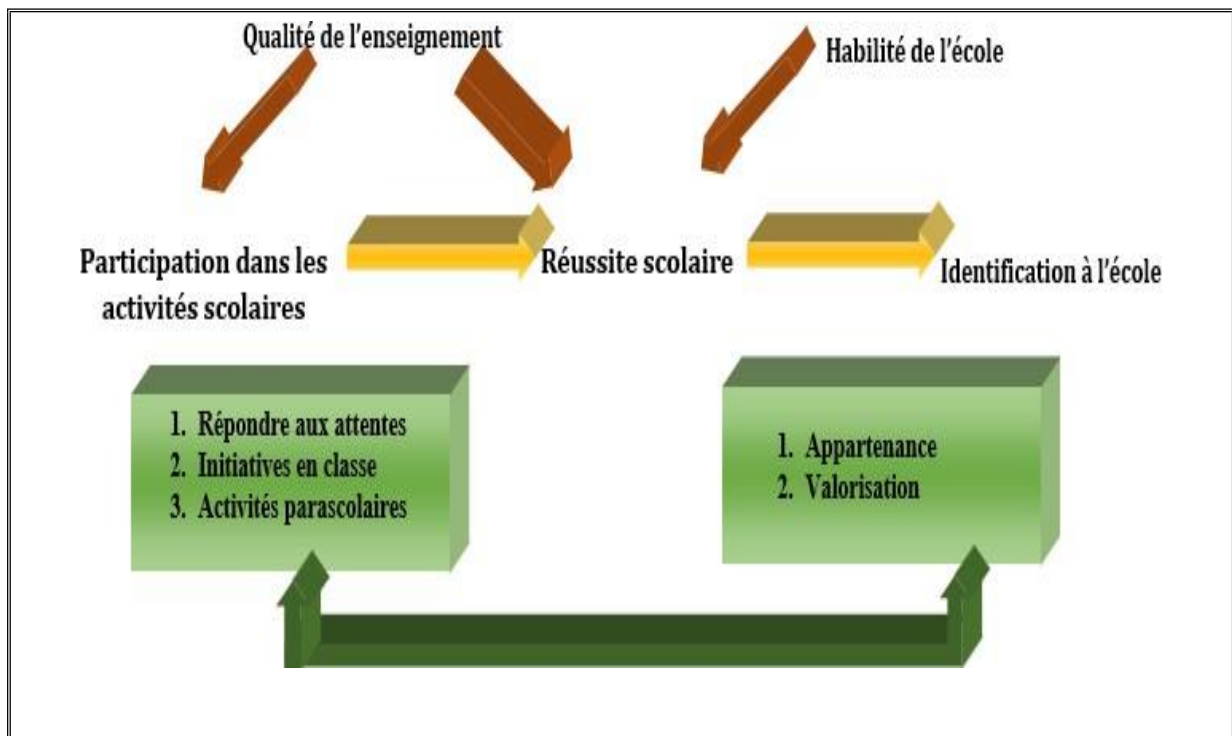 Qualité de l’enseignement
Habilité de l’école
Participation dans les
activités scolaires
Réussite scolaire
Identification à l’école
1. Répondre aux attentes
2. Initiatives en classe
3. Activités parascolaires
1. Appartenance
2. Valorisation